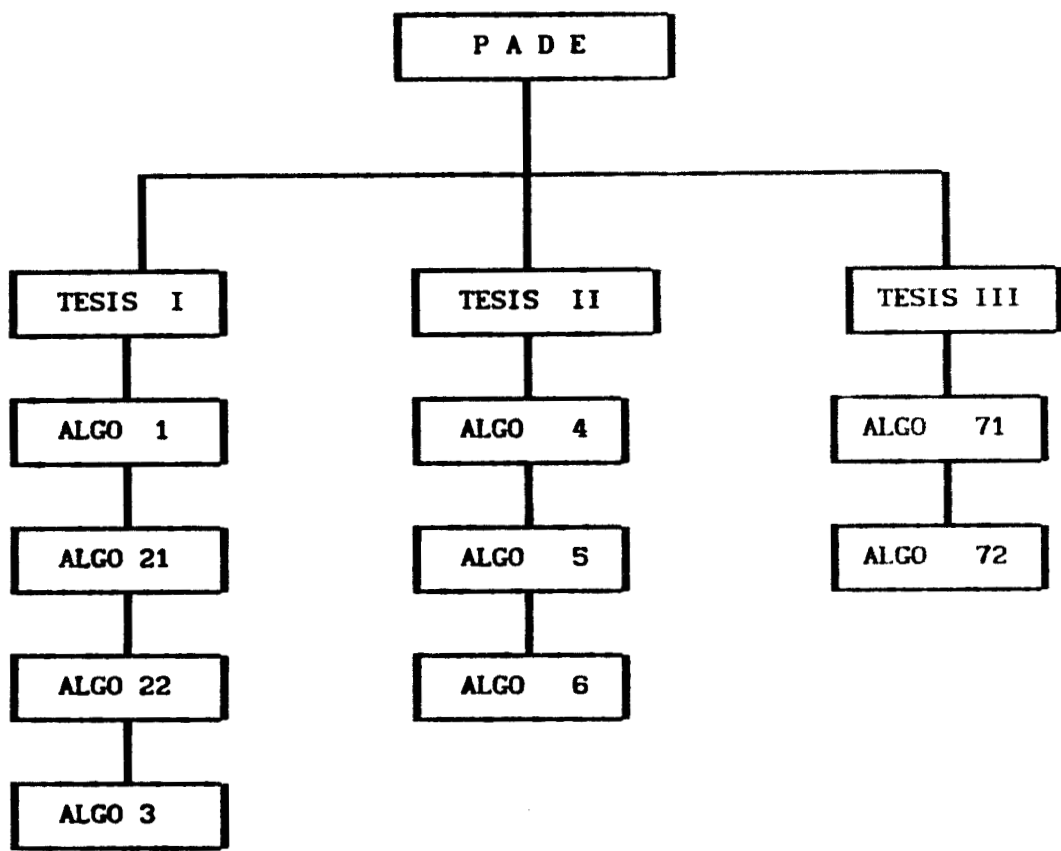 P A D E
TESIS I
TESIS II
TESIS III
ALGO 1
ALGO 4
ALGO 71
ALGO 21
ALGO 5
ALGO 72
ALGO 22
ALGO 6
ALGO 3